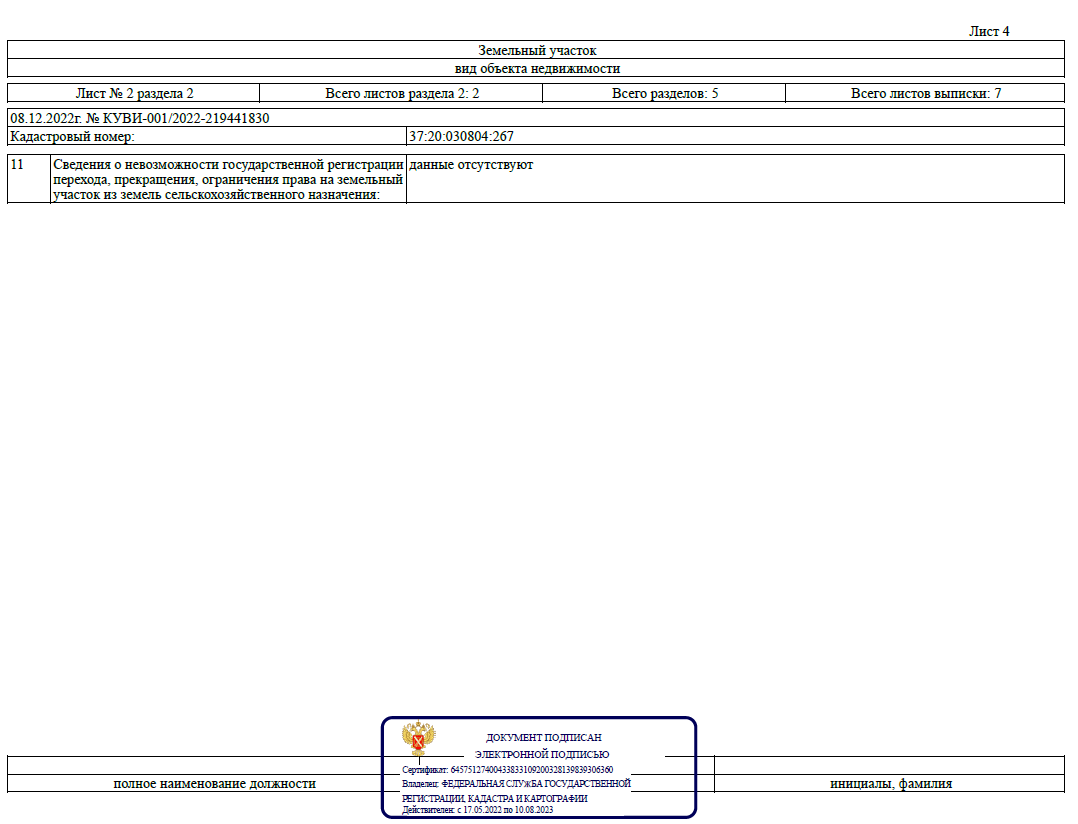 Лист 4
Земельный участок
вид объекта недвижимости
Лист № 2 раздела 2 Всего листов раздела 2: 2 Всего разделов: 5 Всего листов выписки: 7
08.12.2022г. № КУВИ-001/2022-219441830
Кадастровый номер: 37:20:030804:267
11 Сведения о невозможности государственной регистрации данные отсутствуют
перехода, прекращения, ограничения права на земельный
участок из земель сельскохозяйственного назначения:
ДОКУМЕНТ ПОДПИСАН
ЭЛЕКТРОННОЙ ПОДПИСЬЮ
Сертификат: 64575127400433833109200328139839306360
Владелец: ФЕДЕРАЛЬНАЯ СЛУЖБА ГОСУДАРСТВЕННОЙ
РЕГИСТРАЦИИ, КАДАСТРА И КАРТОГРАФИИ
Действителен: с 17.05.2022 по 10.08.2023
полное наименование должности инициалы, фамилия